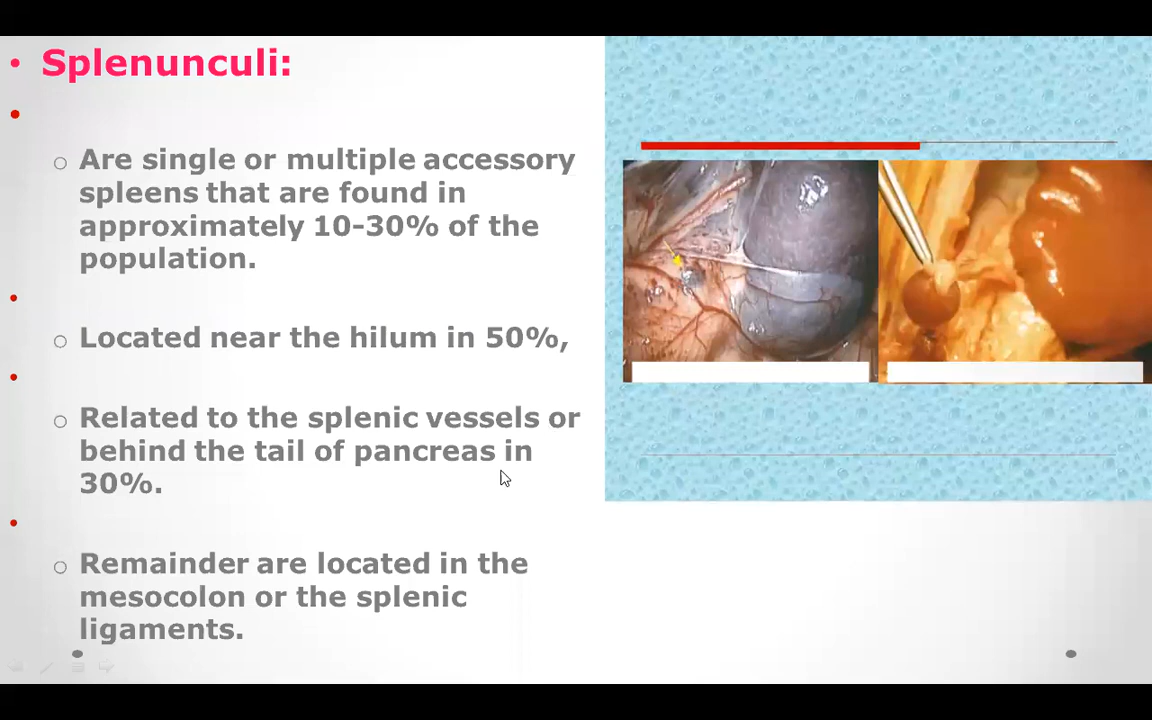 Splenunculi:
Are single or multiple accessory
spleens that are found in
approximately 10-30% of the
population.
Located near the hilum in 50%,
Related to the splenic vessels or
behind the tail of pancreas in
30%.
Remainder are located in the
mesocolon or the splenic
ligaments.